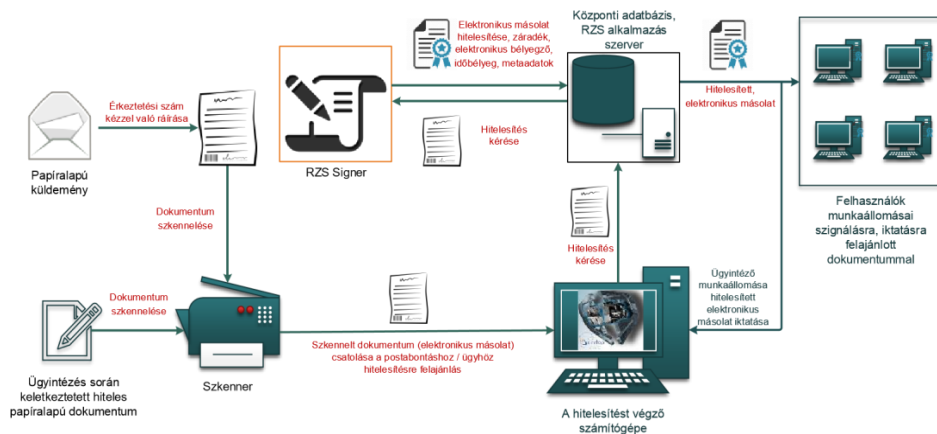 Elektronikus másolat
hitelesítése, záradék,
elektronikus bélyegző,
időbélyeg, metaadatok
Központi adatbázis,
RZS alkalmazás
szerver
Érkeztetési szám
kézzel való ráírása
Hitelesített,
elektronikus másolat
Hitelesítés
kérése
Papíralapú
küldemény
RZS Signer
Felhasználók
munkaállomásai
szignálásra, iktatásra
felajánlott
dokumentummal
Dokumentum
szkennelése
Hitelesítés
kérése
Ügyintéző
munkaállomása
hitelesített
elektronikus
másolat iktatása
Dokumentum
szkennelése
Szkennelt dokumentum (elektronikus másolat)
csatolása a postabontáshoz / ügyhöz
hitelesítésre felajánlás
Szkenner
Ügyintézés során
keletkeztetett hiteles
papíralapú dokumentum
A hitelesítést végző
számítógépe